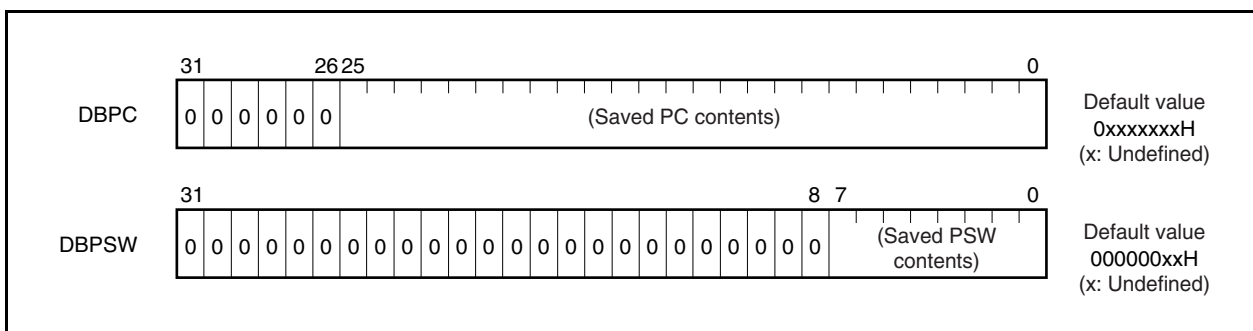 31 26 25 0
DBPC 0 0 0 0 0 0 (Saved PC contents) Default value
0xxxxxxxH
(x: Undefined)
31 8 7 0
DBPSW 0 0 0 0 0 0 0 0 0 0 0 0 0 0 0 0 0 0 0 0 0 0 0 0 (Saved PSW
contents) Default value
000000xxH
(x: Undefined)